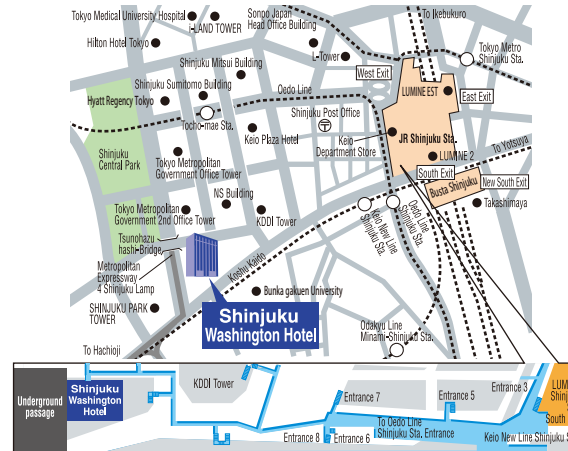 Tokyo Medical University Hospital
i-LAND TOWER
Sonpo Japan
Head Office Building
To Ikebukuro
Hilton Hotel Tokyo
L-Tower
Tokyo Metro
Shinjuku Sta.
Shinjuku Mitsui Building
West Exit
Shinjuku Sumitomo Building
Oedo Line
LUMINE EST
East Exit
Hyatt Regency Tokyo
Shinjuku Post Office
Tocho-mae Sta.
Keio Plaza Hotel
Keio
Department Store
JR Shinjuku Sta.
To Yotsuya
Shinjuku
Central Park
Tokyo Metropolitan
Government Office Tower
LUMINE 2
South Exit
Busta Shinjuku
New South Exit
NS Building
Takashimaya
Tokyo Metropolitan
Government 2nd Office Tower
KDDI Tower
Keio New Line
Shinjuku Sta.
Oedo Line
Shinjuku Sta.
Tsunohazu
hashi-Bridge
Koshu Kaido
Metropolitan
Expressway
4 Shinjuku Lamp
Bunka gakuen University
SHINJUKU PARK
TOWER
Shinjuku
Washington Hotel
Odakyu Line
Minami-Shinjuku Sta.
To Hachioji
Underground
passage
Shinjuku
Washington
Hotel
KDDI Tower
Entrance 7
Entrance 5
Entrance 3
LUM
Shinj
South
To Oedo Line
Shinjuku Sta. Entrance
Entrance 8
Entrance 6
Keio New Line Shinjuku S